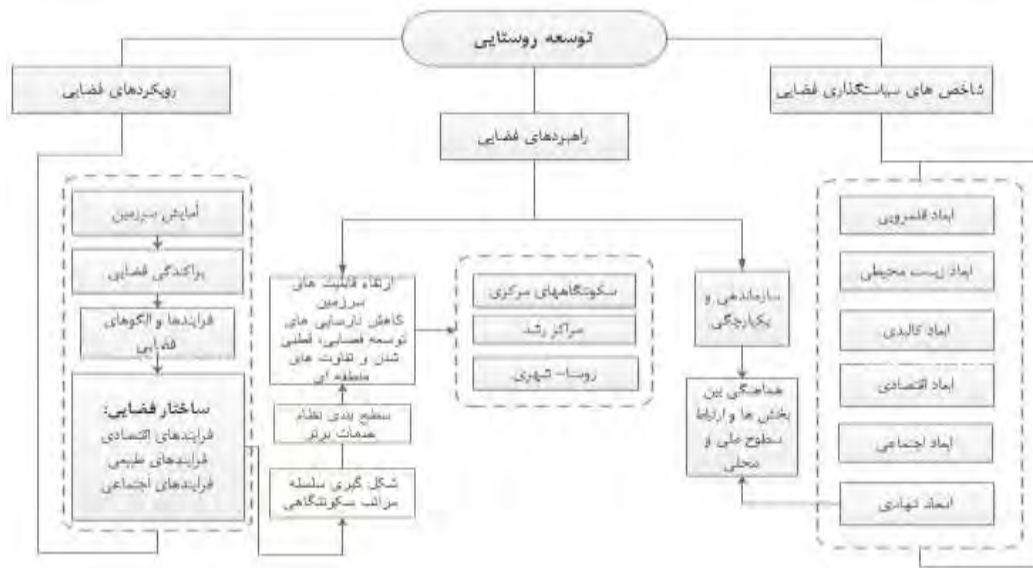 توسعه روستایی
شاخص های سیاستگذاری فضایی
ابعاد قلمرویی
ابعاد زیست محیطی
ابعاد کالبدی
ابعاد اقتصادی
ابعاد اجتماعی
ابعاد نهادی
راهبردهای فضایی
سازماندهی و
یکپارچگی
هماهنگی بین
بخش ها و ارتباط
سطوح ملی و
محلی
سکونتگاههای مرکزی
مراکز رشد
روستا- شهری
ارتقاء قابلیت های
سرزمین
کاهش نارسایی های
توسعه فضایی، قطبی
شدن و تفاوت های
منطقه ای
سطح بندی نظام
خدمات برتر
شکل گیری سلسله
مراتب سکونتگاهی
رویکردهای فضایی
آمایش سرزمین
پراکندگی فضایی
فرایندها و الگوهای
فضایی
ساختار فضایی:
فرایندهای اقتصادی
فرایندهای طبیعی
فرایندهای اجتماعی